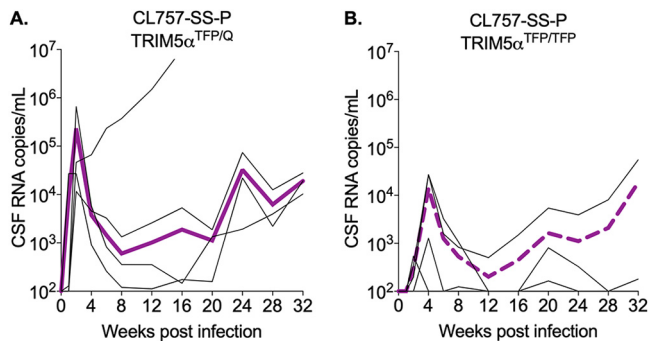 A.
CL757-SS-P
TRIM5α^TFP/Q
CSF RNA copies/mL
10^7
10^6
10^5
10^4
10^3
10^2
0 4 8 12 16 20 24 28 32
Weeks post infection
B.
CL757-SS-P
TRIM5α^TFP/TFP
CSF RNA copies/mL
10^7
10^6
10^5
10^4
10^3
10^2
0 4 8 12 16 20 24 28 32
Weeks post infection